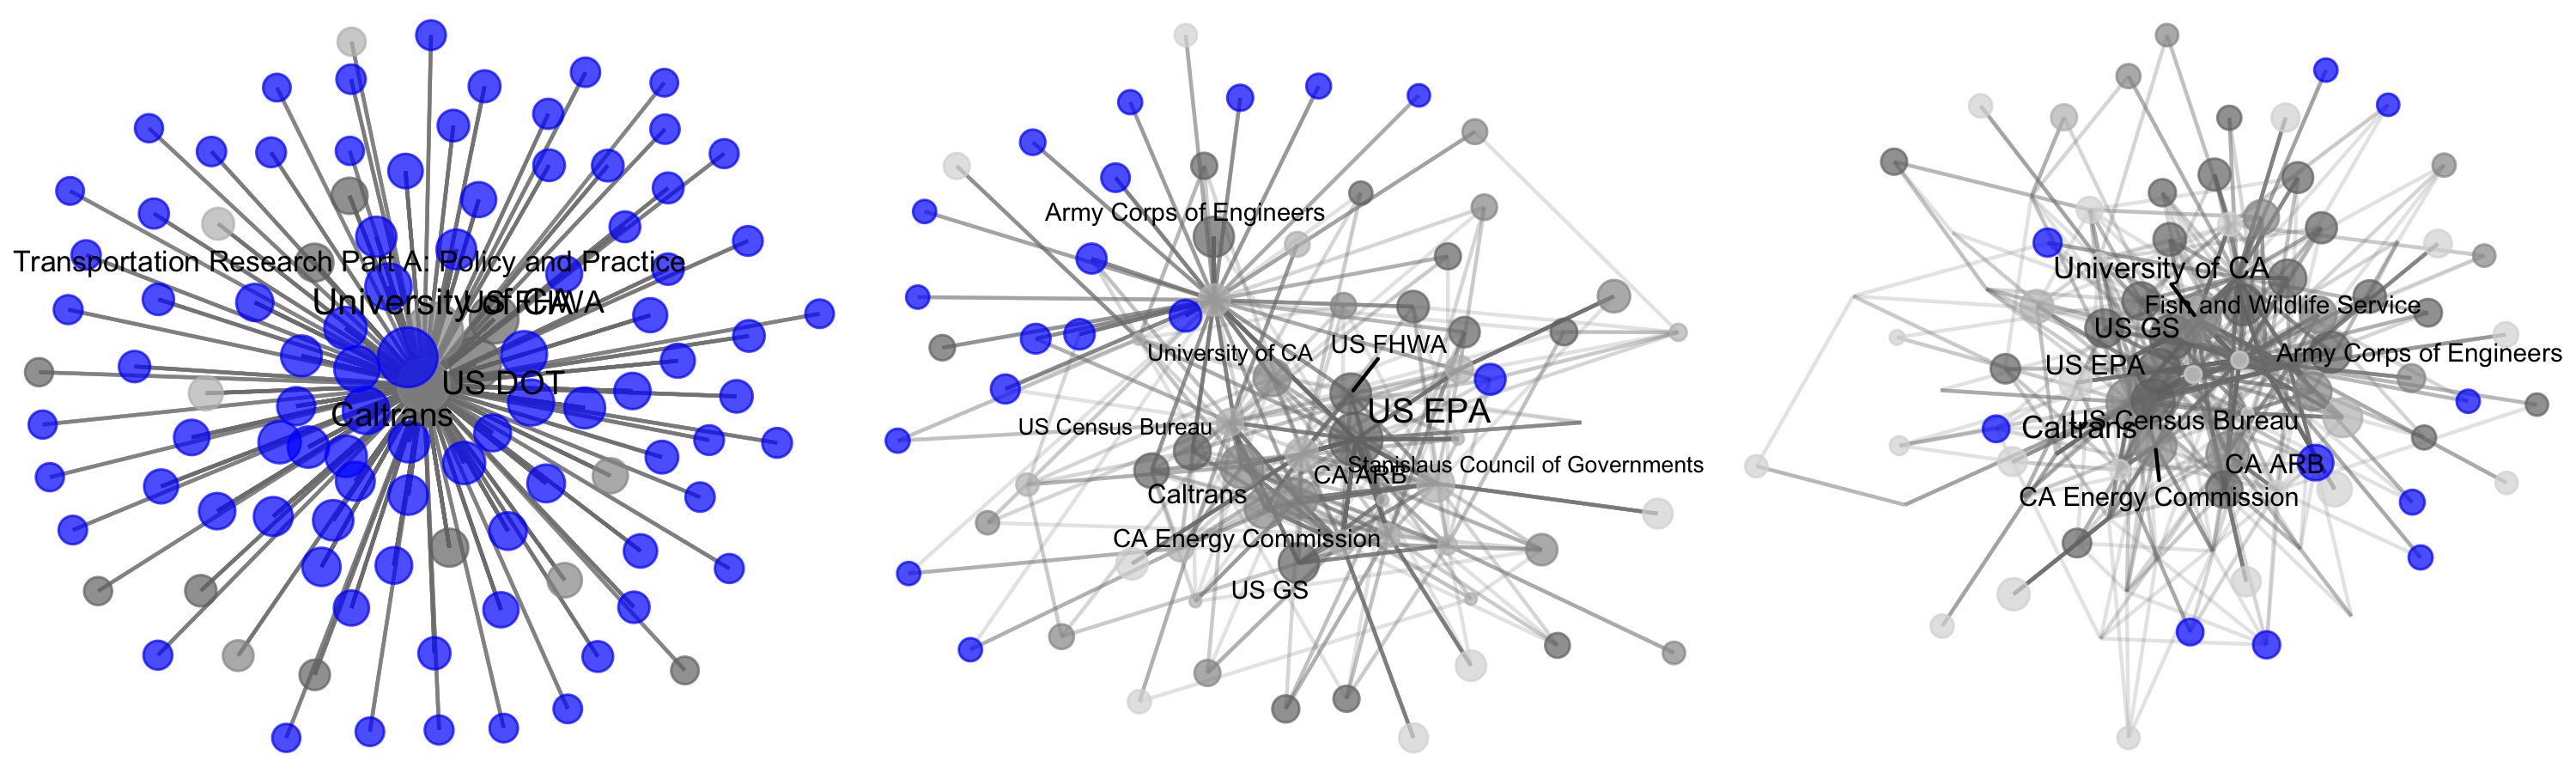 Transportation Research Part A: Policy and Practice
University of CA
US FHWA
US DOT
Caltrans
Army Corps of Engineers
University of CA
US FHWA
US EPA
US Census Bureau
Stanislaus Council of Governments
CA ARB
Caltrans
CA Energy Commission
US GS
University of CA
Fish and Wildlife Service
US GS
Army Corps of Engineers
US EPA
US Census Bureau
Caltrans
CA ARB
CA Energy Commission